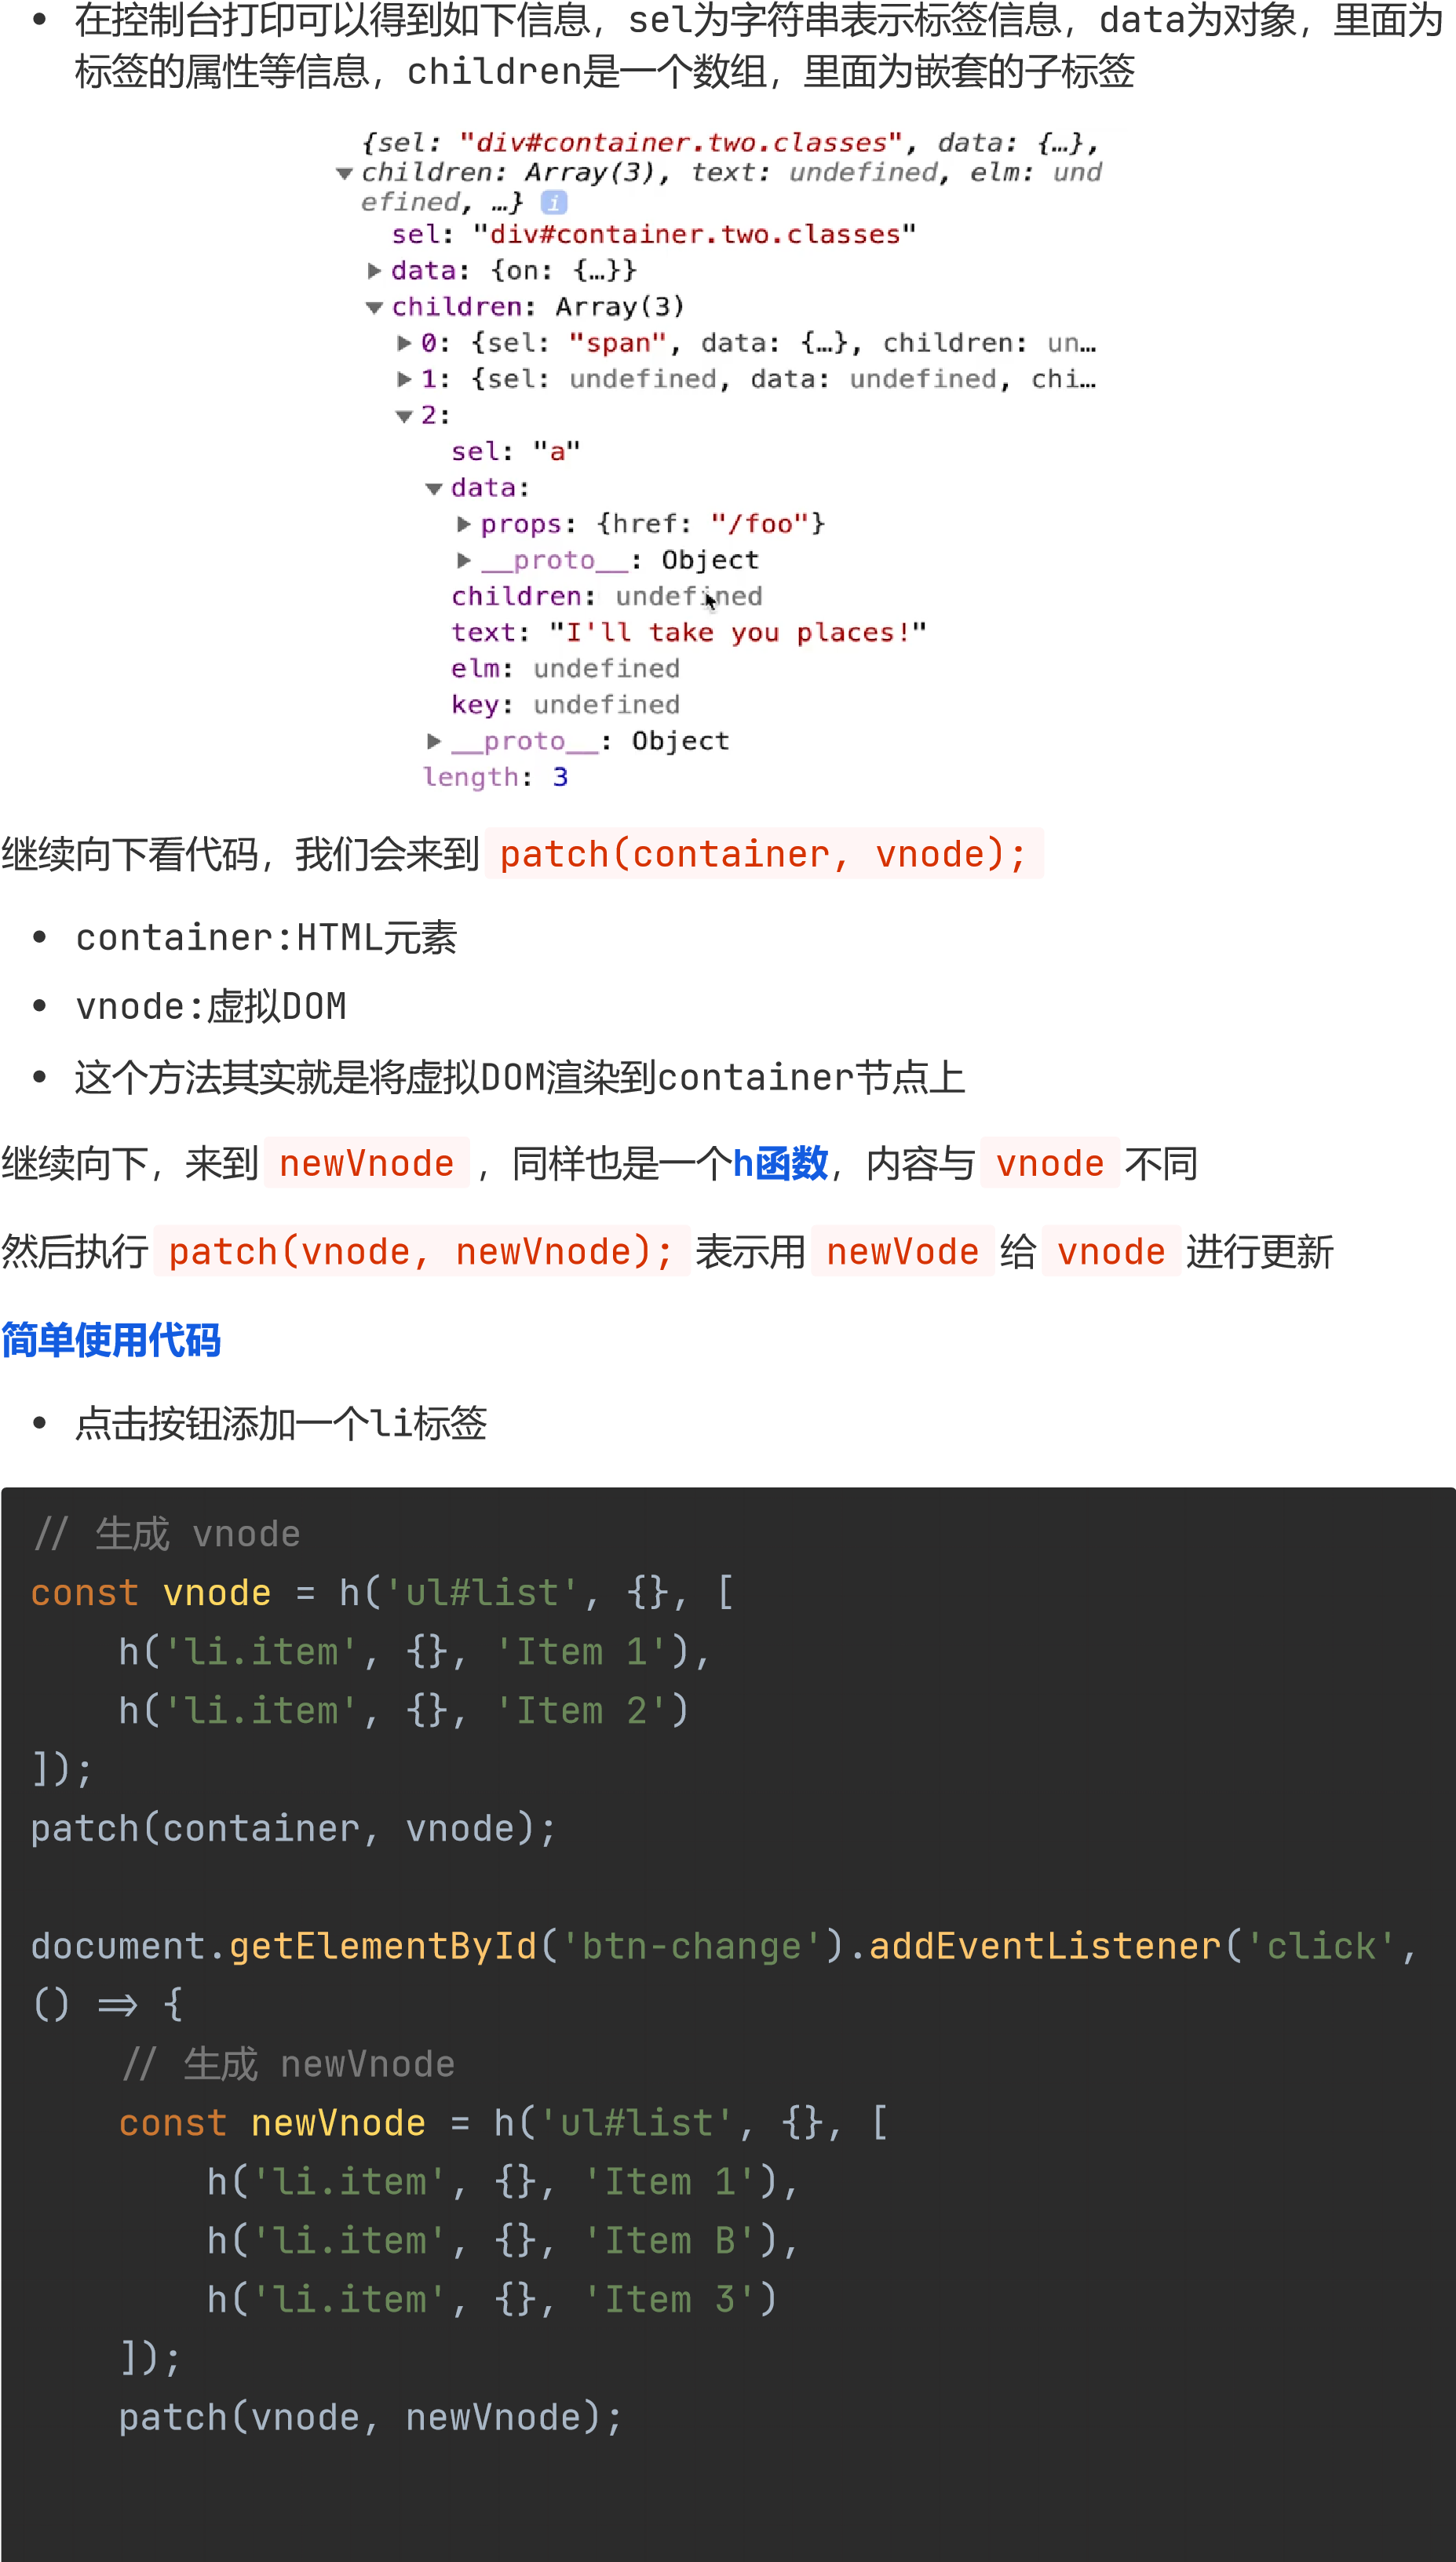 • 在控制台打印可以得到如下信息，sel为字符串表示标签信息，data为对象，里面为
标签的属性等信息，children是一个数组，里面为嵌套的子标签
{sel: "div#container.two.classes", data: {…},
▼children: Array(3), text: undefined, elm: und
efined, …} i
sel: "div#container.two.classes"
▶data: {on: {…}}
▼children: Array(3)
▶0: {sel: "span", data: {…}, children: un…
▶1: {sel: undefined, data: undefined, chi…
▼2:
sel: "a"
▼data:
▶props: {href: "/foo"}
▶__proto__: Object
children: undefined
text: "I'll take you places!"
elm: undefined
key: undefined
▶__proto__: Object
length: 3
继续向下看代码，我们会来到 patch(container, vnode);
• container:HTML元素
• vnode:虚拟DOM
• 这个方法其实就是将虚拟DOM渲染到container节点上
继续向下，来到 newVnode ，同样也是一个h函数，内容与 vnode 不同
然后执行 patch(vnode, newVnode); 表示用 newVode 给 vnode 进行更新
简单使用代码
• 点击按钮添加一个li标签
// 生成 vnode
const vnode = h('ul#list', {}, [
    h('li.item', {}, 'Item 1'),
    h('li.item', {}, 'Item 2')
]);
patch(container, vnode);
document.getElementById('btn-change').addEventListener('click',
() => {
    // 生成 newVnode
    const newVnode = h('ul#list', {}, [
        h('li.item', {}, 'Item 1'),
        h('li.item', {}, 'Item B'),
        h('li.item', {}, 'Item 3')
    ]);
    patch(vnode, newVnode);